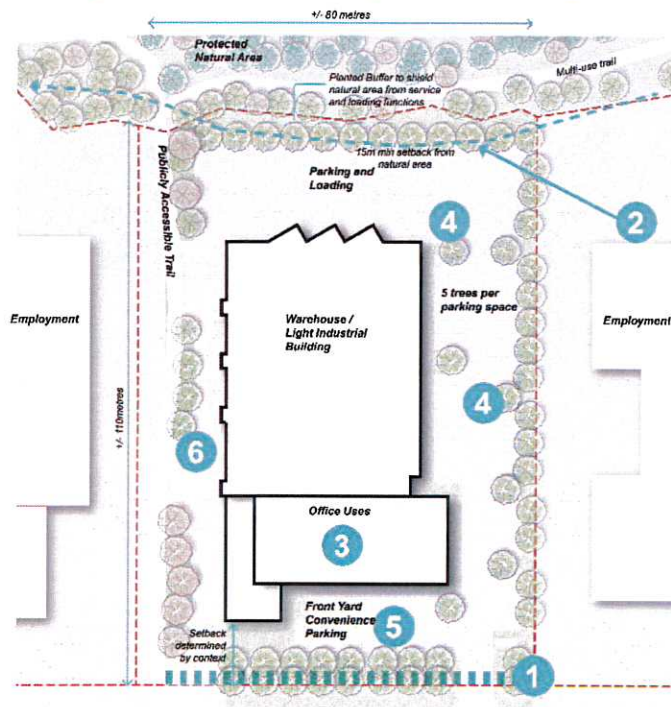 +/- 80 metres
Protected
Natural Area
Multi-use trail
Planted Buffer to shield
natural area from service
and loading functions
15m min setback from
natural area
Publicly Accessible Trail
Parking and
Loading
2
4
5 trees per
parking space
Employment
Warehouse /
Light Industrial
Building
Employment
+/- 110metres
4
6
Office Uses
3
Front Yard
Convenience
Parking
5
Setback
determined
by context
1